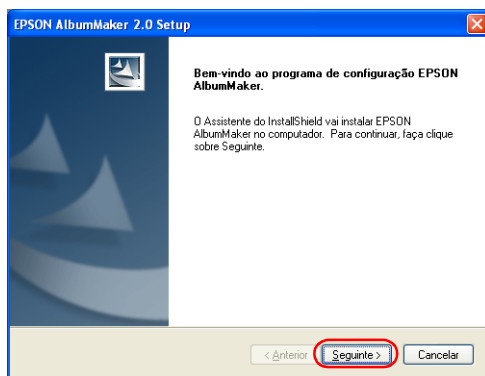 EPSON AlbumMaker 2.0 Setup
Bem-vindo ao programa de configuração EPSON
AlbumMaker.
O Assistente do InstallShield vai instalar EPSON
AlbumMaker no computador. Para continuar, faça clique
sobre Seguinte.
< Anterior Seguinte > Cancelar